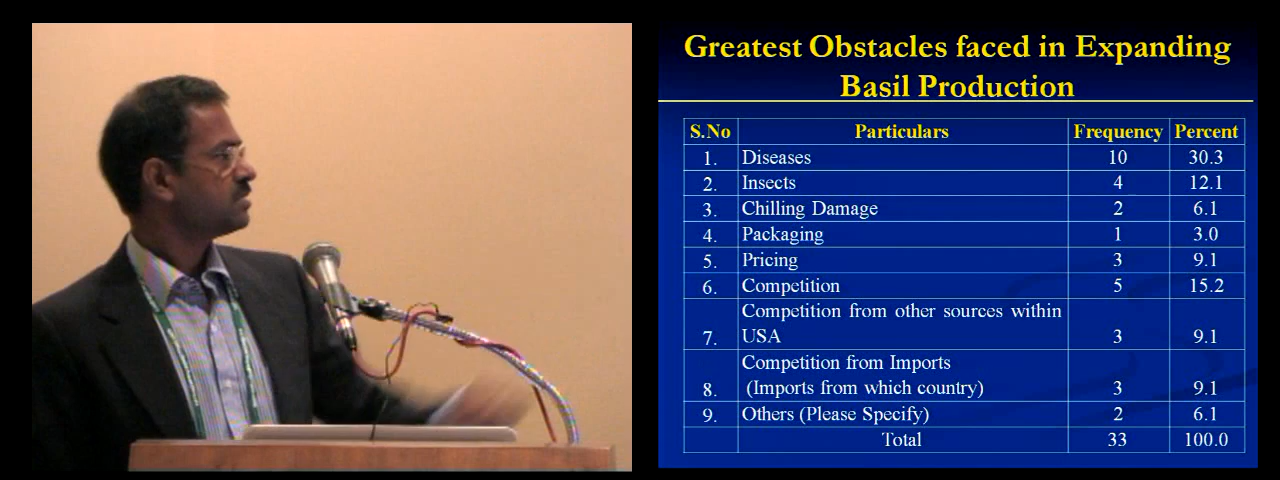 Greatest Obstacles faced in Expanding
Basil Production
S.No Particulars Frequency Percent
1. Diseases 10 30.3
2. Insects 4 12.1
3. Chilling Damage 2 6.1
4. Packaging 1 3.0
5. Pricing 3 9.1
6. Competition 5 15.2
Competition from other sources within
7. USA 3 9.1
Competition from Imports
8. (Imports from which country) 3 9.1
9. Others (Please Specify) 2 6.1
Total 33 100.0